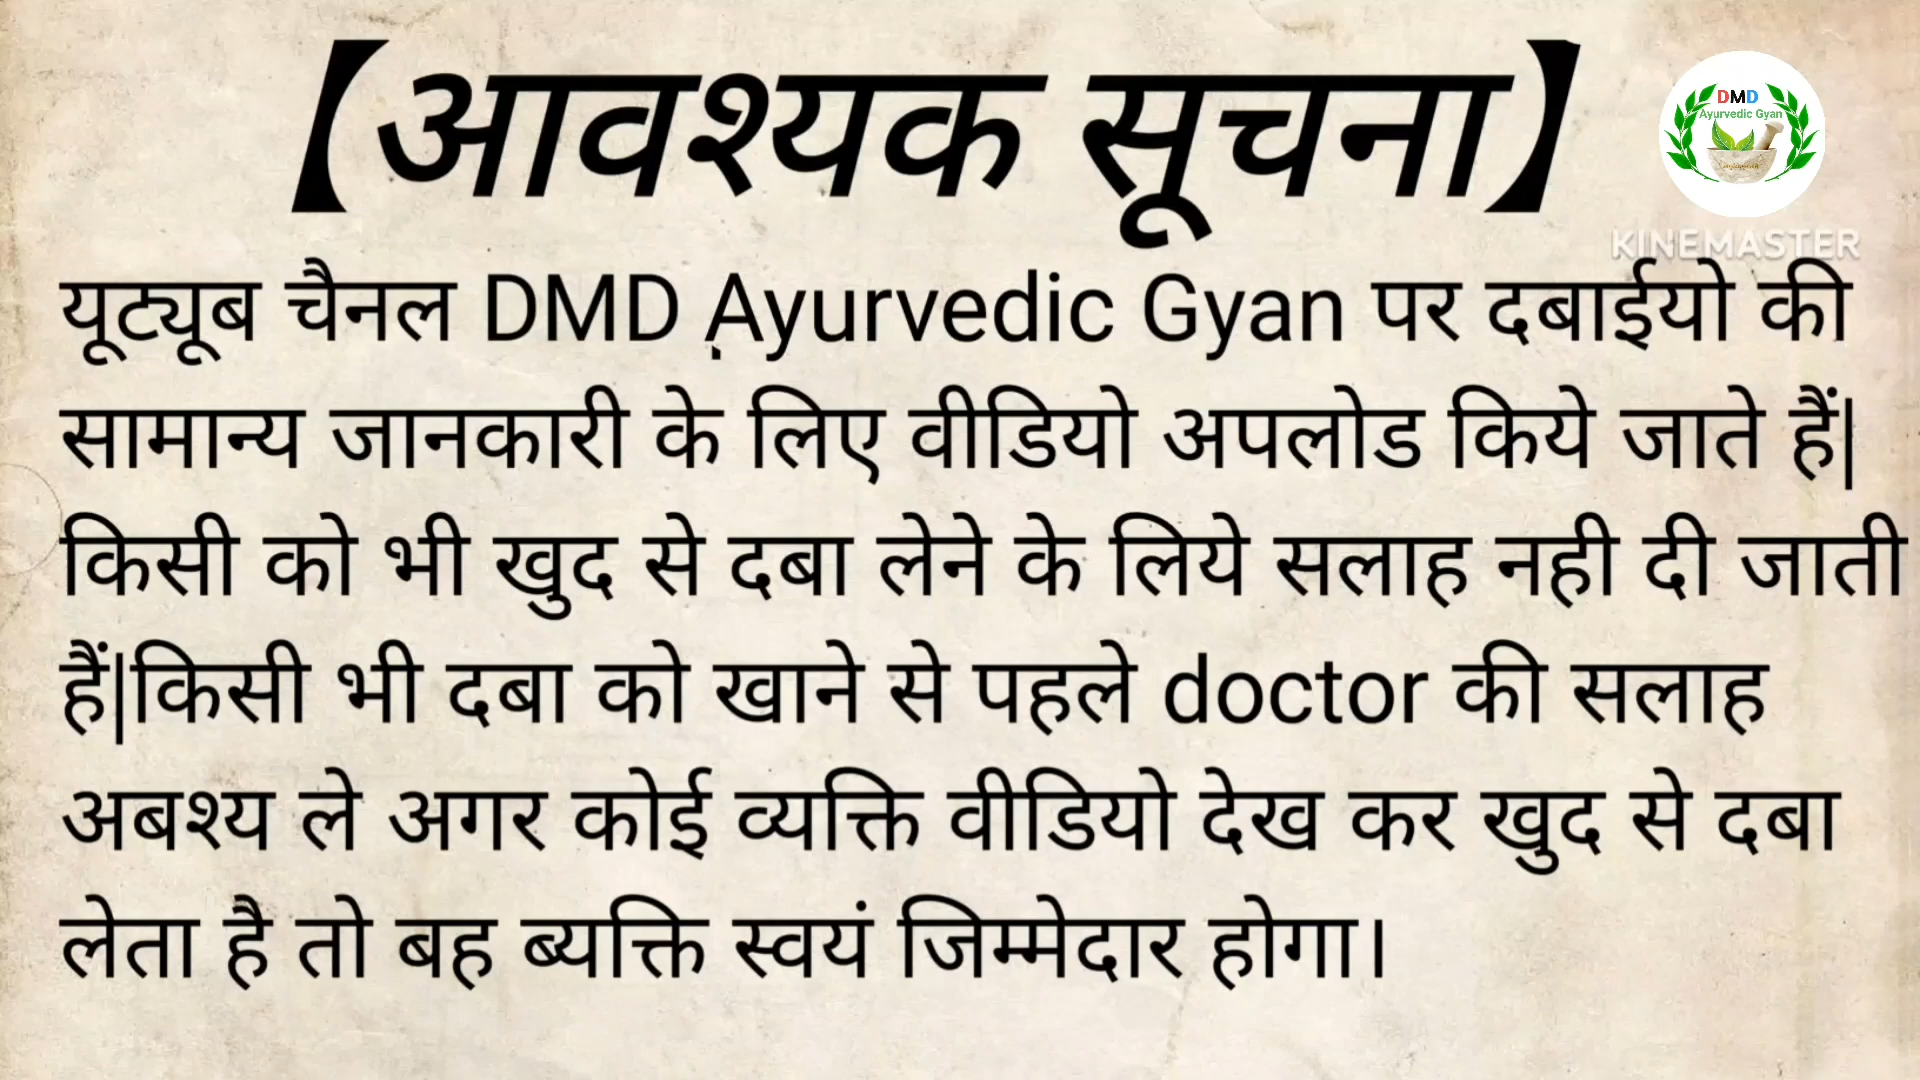 【आवश्यक सूचना】
DMD
Ayurvedic Gyan
KINEMASTER
यूट्यूब चैनल DMD Ayurvedic Gyan पर दबाईयो की
सामान्य जानकारी के लिए वीडियो अपलोड किये जाते हैं|
किसी को भी खुद से दबा लेने के लिये सलाह नही दी जाती
हैं|किसी भी दबा को खाने से पहले doctor की सलाह
अबश्य ले अगर कोई व्यक्ति वीडियो देख कर खुद से दबा
लेता है तो बह ब्यक्ति स्वयं जिम्मेदार होगा।